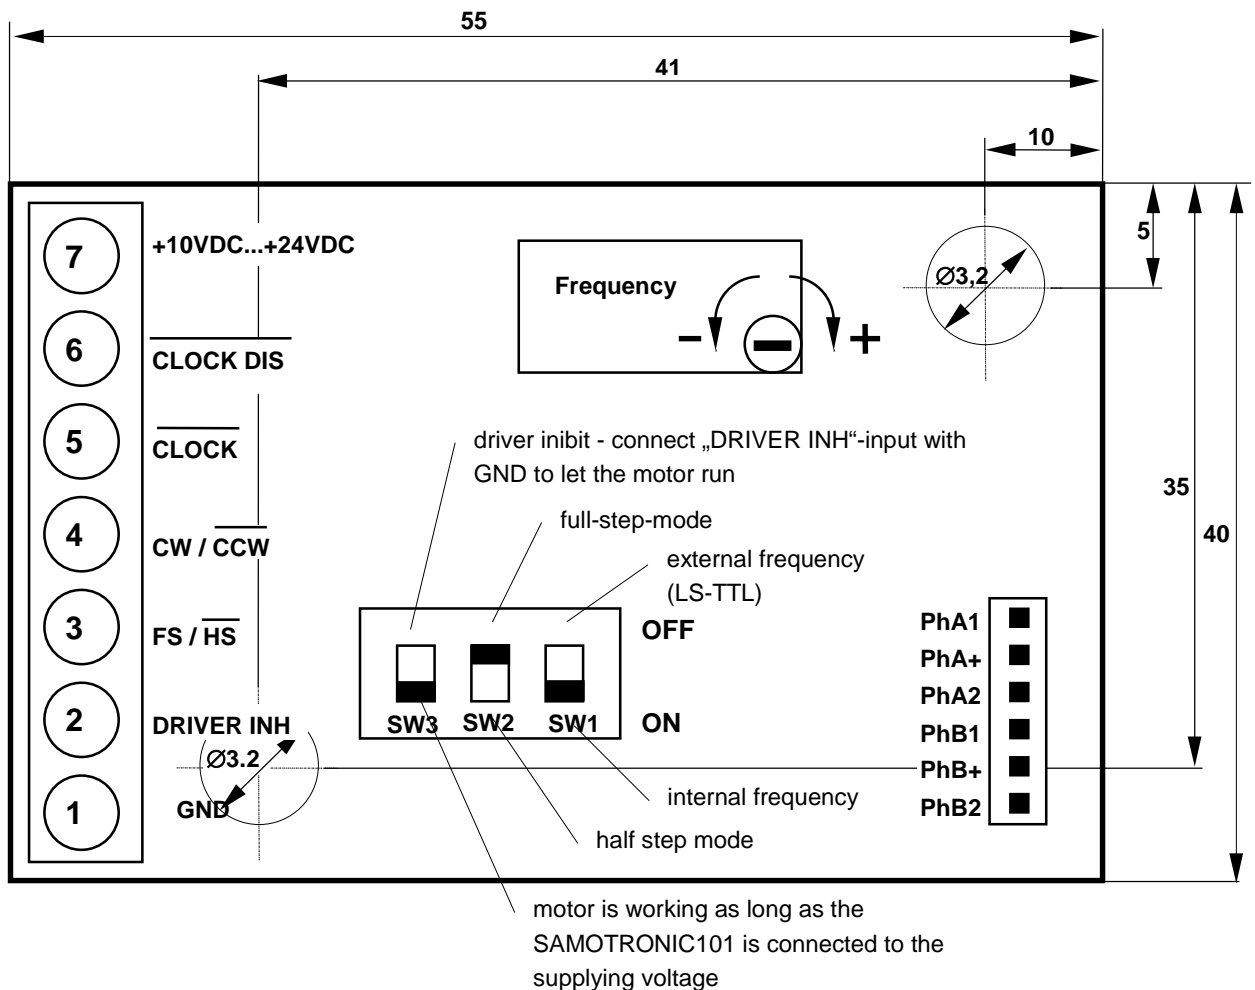 55
41
10
7
+10VDC...+24VDC
5
Frequency
Ø3,2
-
+
6
CLOCK DIS
5
CLOCK
driver inibit - connect „DRIVER INH“-input with
GND to let the motor run
35
40
4
CW / CCW
full-step-mode
external frequency
(LS-TTL)
3
FS / HS
OFF
PhA1
PhA+
PhA2
PhB1
PhB+
PhB2
2
DRIVER INH
SW3
SW2
SW1
ON
Ø3.2
1
GND
internal frequency
half step mode
motor is working as long as the
SAMOTRONIC101 is connected to the
supplying voltage